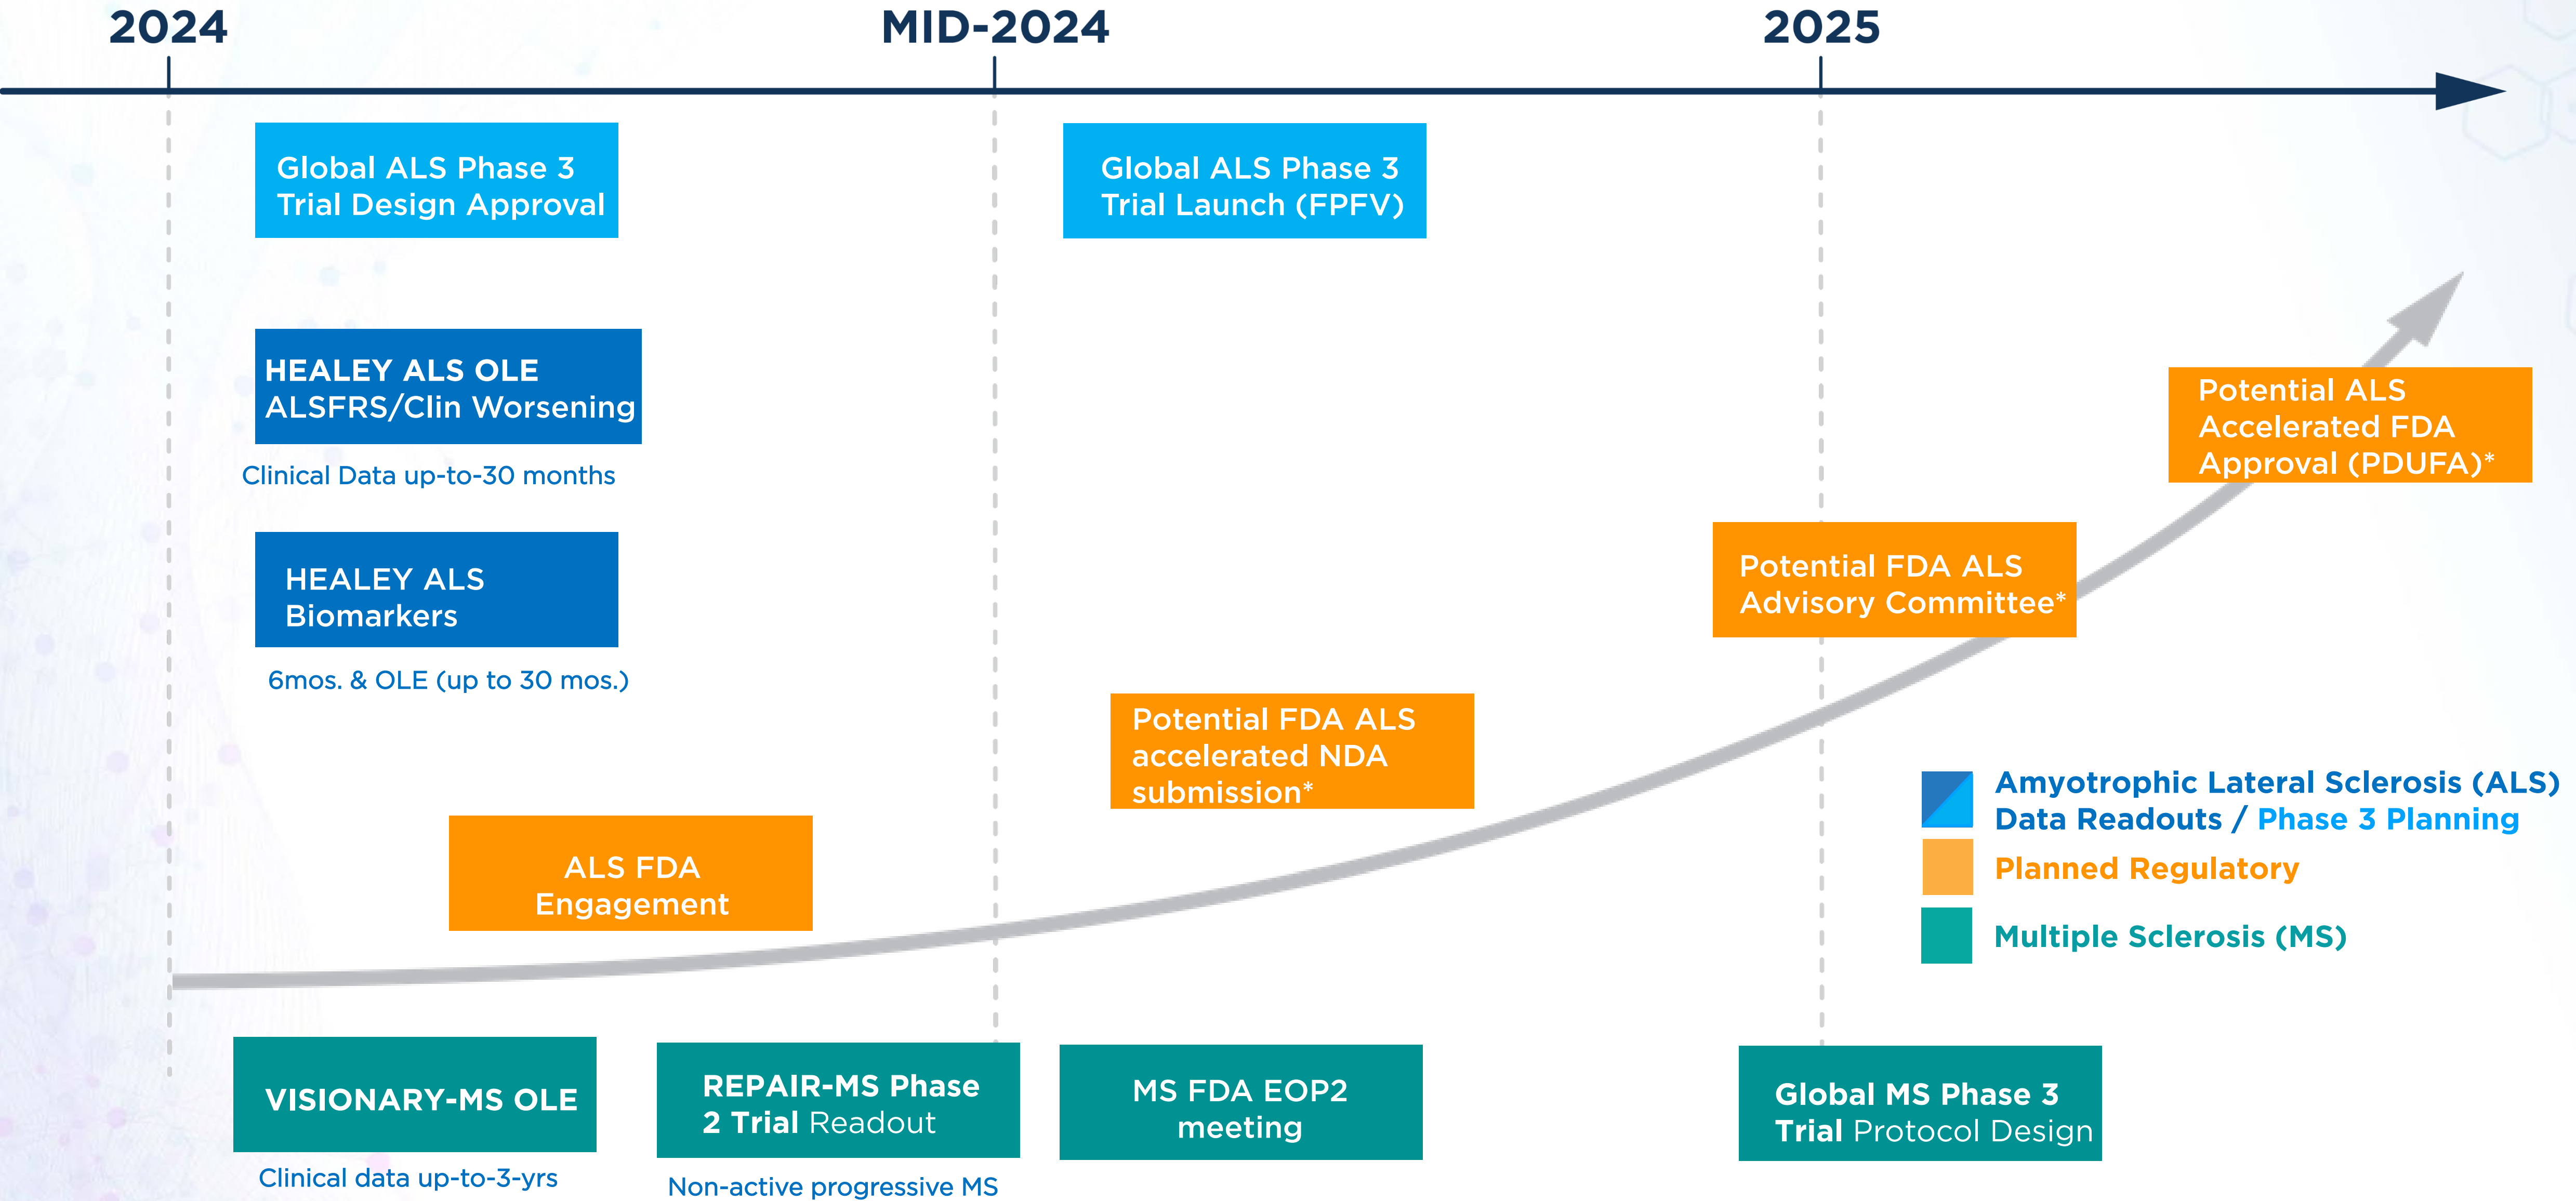 2024
MID-2024
2025
Global ALS Phase 3
Trial Design Approval
Global ALS Phase 3
Trial Launch (FPFV)
HEALEY ALS OLE
ALSFRS/Clin Worsening
Clinical Data up-to-30 months
Potential ALS
Accelerated FDA
Approval (PDUFA)*
HEALEY ALS
Biomarkers
6mos. & OLE (up to 30 mos.)
Potential FDA ALS
Advisory Committee*
Potential FDA ALS
accelerated NDA
submission*
ALS FDA
Engagement
Amyotrophic Lateral Sclerosis (ALS)
Data Readouts / Phase 3 Planning
Planned Regulatory
Multiple Sclerosis (MS)
VISIONARY-MS OLE
Clinical data up-to-3-yrs
REPAIR-MS Phase
2 Trial Readout
Non-active progressive MS
MS FDA EOP2
meeting
Global MS Phase 3
Trial Protocol Design